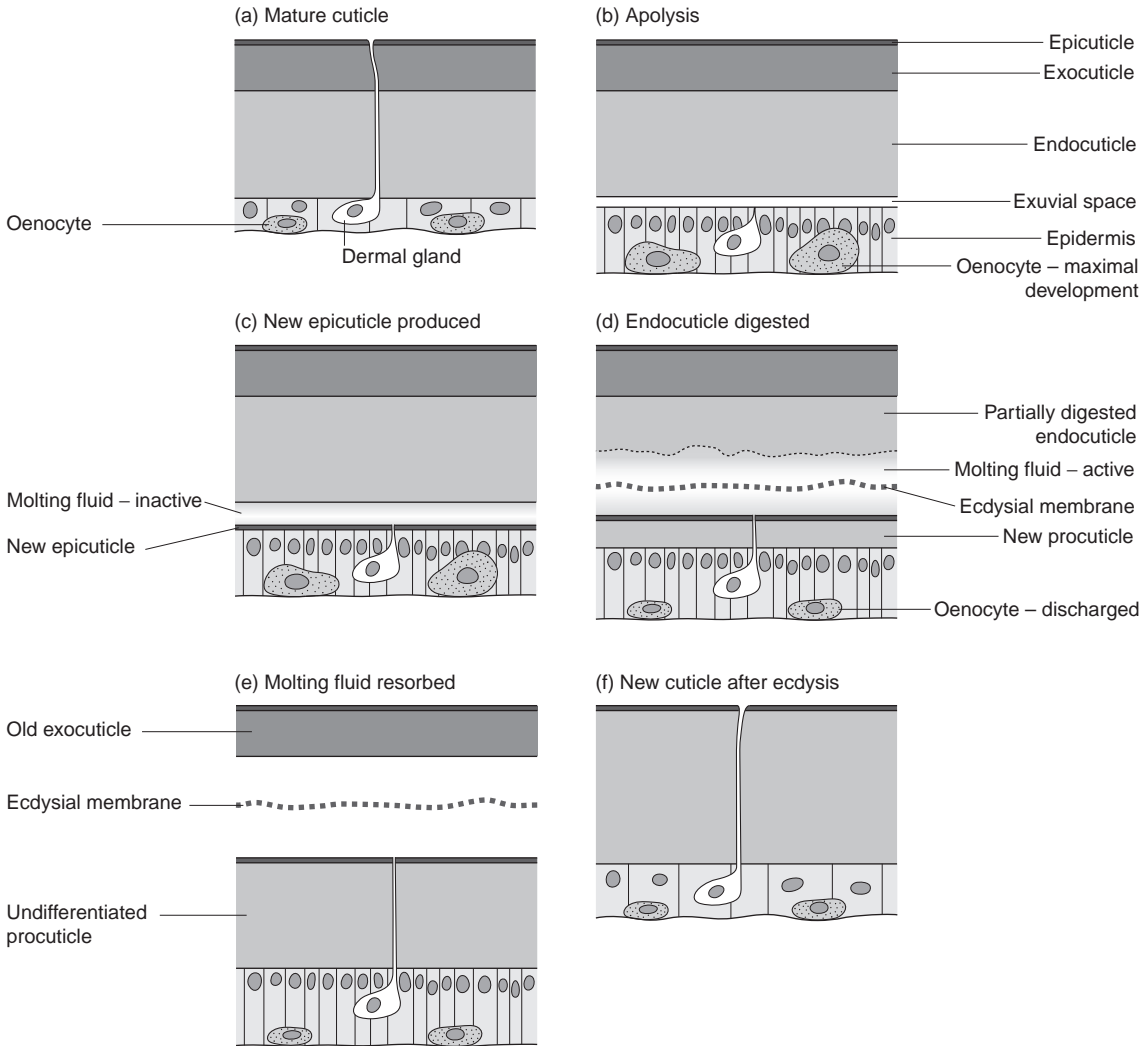 (a) Mature cuticle
Oenocyte
Dermal gland
(b) Apolysis
Epicuticle
Exocuticle
Endocuticle
Exuvial space
Epidermis
Oenocyte – maximal
development
(c) New epicuticle produced
Molting fluid – inactive
New epicuticle
(d) Endocuticle digested
Partially digested
endocuticle
Molting fluid – active
Ecdysial membrane
New procuticle
Oenocyte – discharged
(e) Molting fluid resorbed
Old exocuticle
Ecdysial membrane
Undifferentiated
procuticle
(f) New cuticle after ecdysis